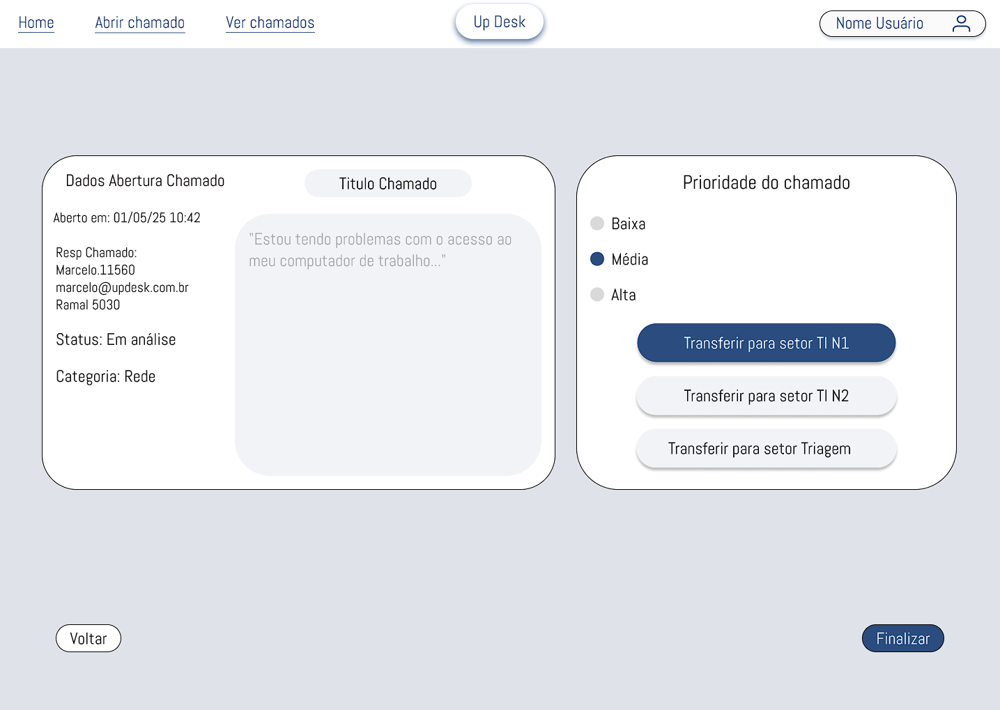 Home
Abrir chamado
Ver chamados
Up Desk
Nome Usuário
Dados Abertura Chamado
Titulo Chamado
Aberto em: 01/05/25 10:42
Resp Chamado:
Marcelo.11560
marcelo@updesk.com.br
Ramal 5030
Status: Em análise
Categoria: Rede
"Estou tendo problemas com o acesso ao
meu computador de trabalho..."
Prioridade do chamado
Baixa
Média
Alta
Transferir para setor TI N1
Transferir para setor TI N2
Transferir para setor Triagem
Voltar
Finalizar